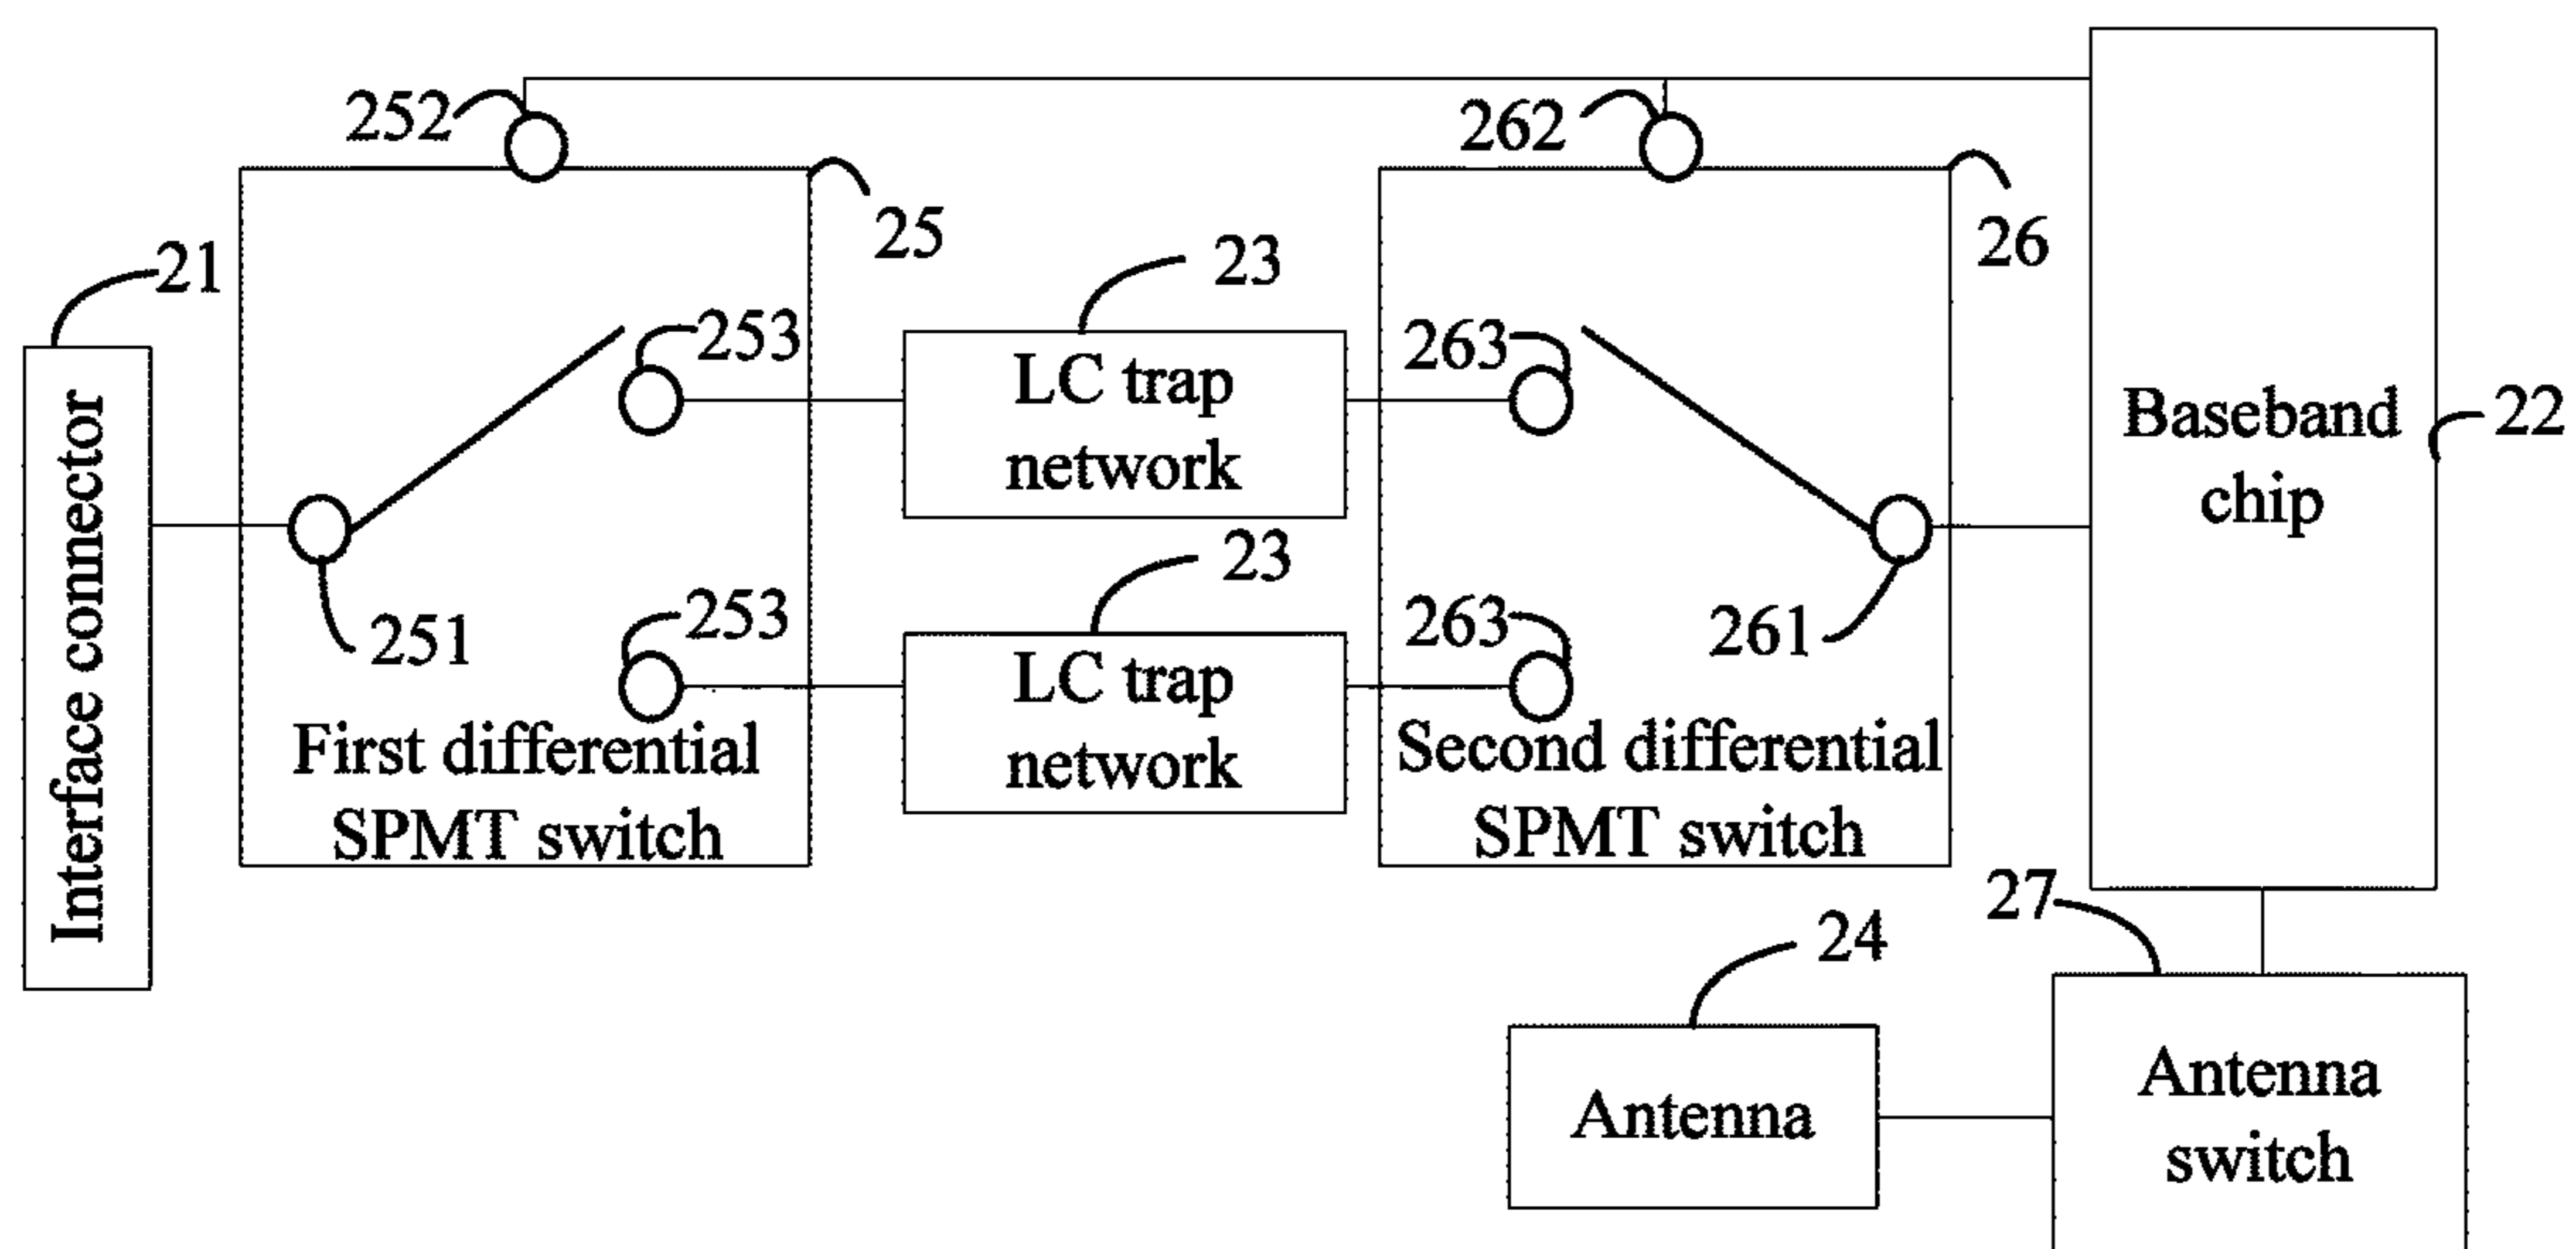 252
262
25
26
21
23
253
263
LC trap
network
Baseband
chip
22
Interface connector
251
23
253
263
261
LC trap
network
First differential
SPMT switch
Second differential
SPMT switch
27
24
Antenna
Antenna
switch